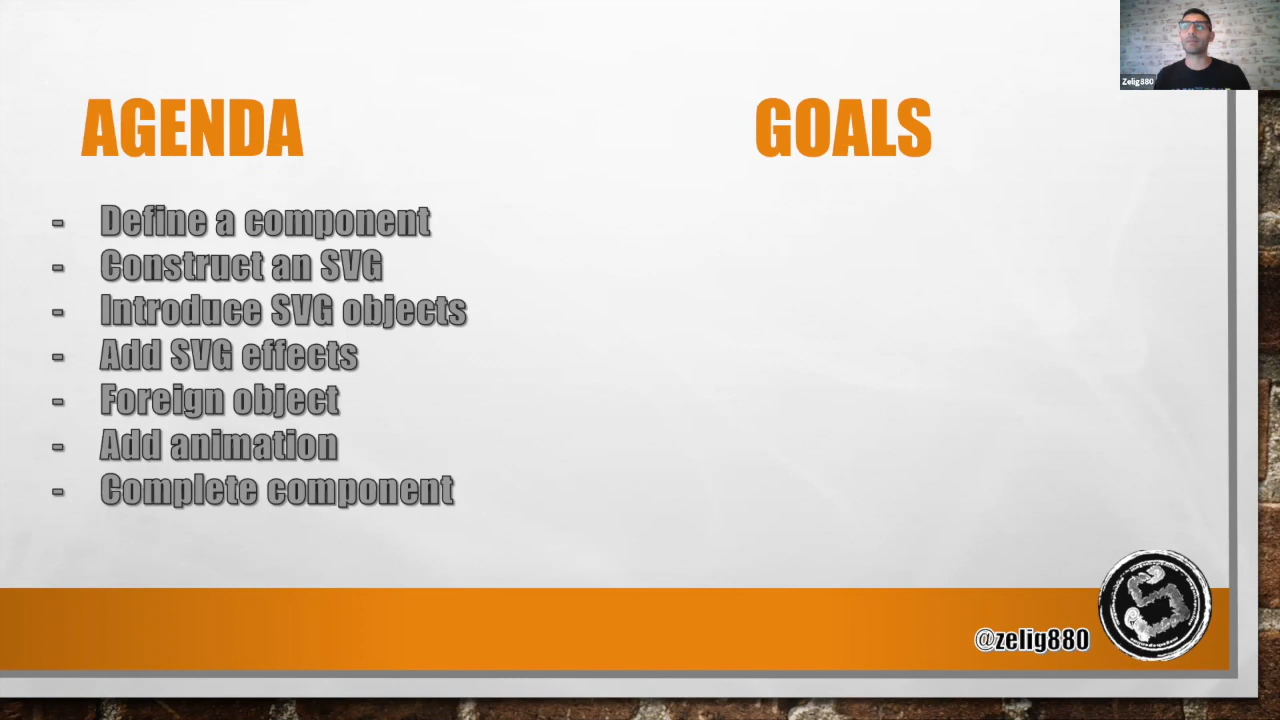 Zelig880
AGENDA
GOALS
- Define a component
- Construct an SVG
- Introduce SVG objects
- Add SVG effects
- Foreign object
- Add animation
- Complete component
@zelig880